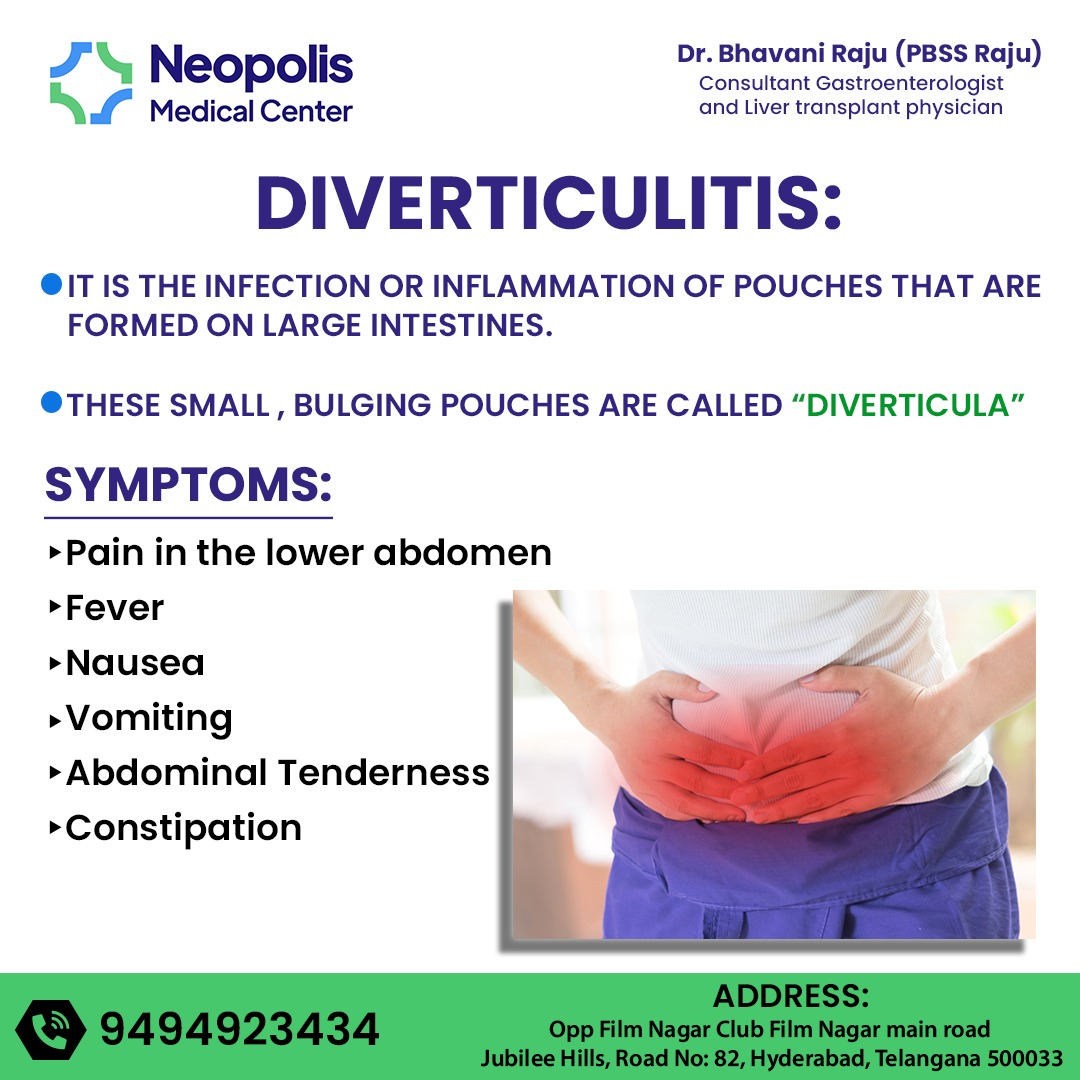 Neopolis
Medical Center
Dr. Bhavani Raju (PBSS Raju)
Consultant Gastroenterologist
and Liver transplant physician
DIVERTICULITIS:
IT IS THE INFECTION OR INFLAMMATION OF POUCHES THAT ARE
FORMED ON LARGE INTESTINES.
THESE SMALL , BULGING POUCHES ARE CALLED “DIVERTICULA”
SYMPTOMS:
Pain in the lower abdomen
Fever
Nausea
Vomiting
Abdominal Tenderness
Constipation
9494923434
ADDRESS:
Opp Film Nagar Club Film Nagar main road
Jubilee Hills, Road No: 82, Hyderabad, Telangana 500033